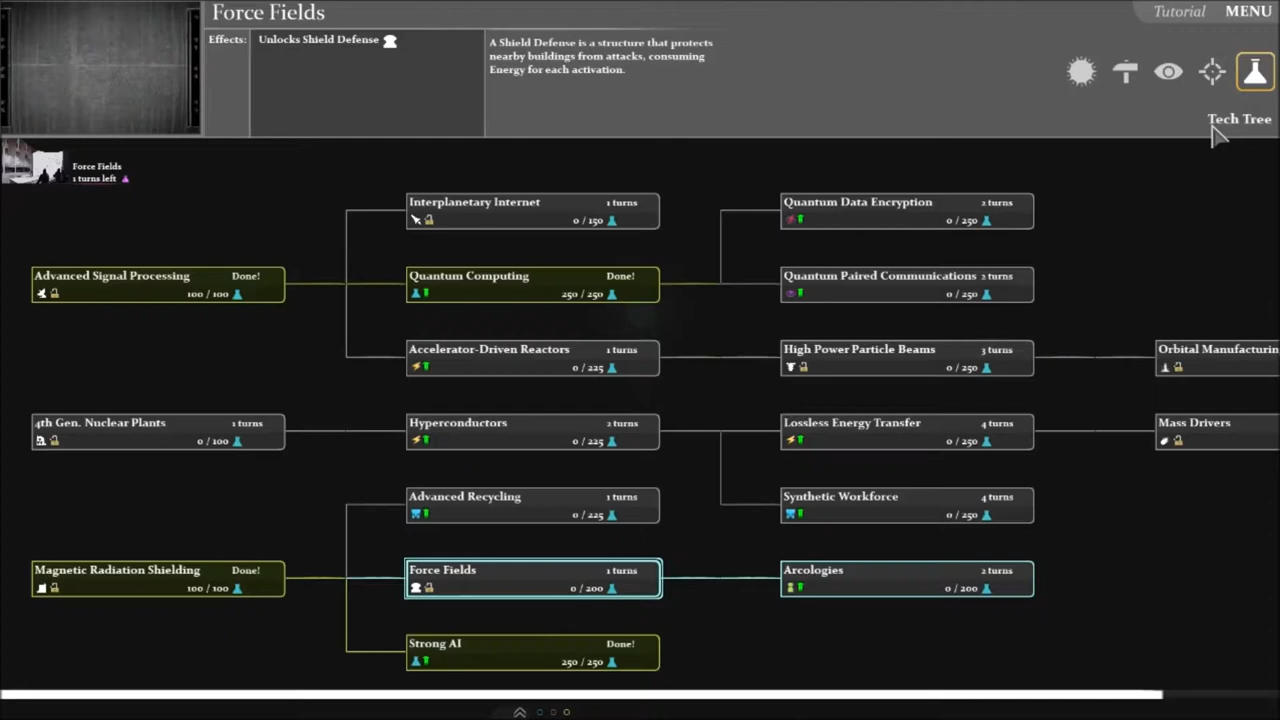 Force Fields
Tutorial MENU
Effects: Unlocks Shield Defense
A Shield Defense is a structure that protects
nearby buildings from attacks, consuming
Energy for each activation.
Tech Tree
Force Fields
1 turns left
Interplanetary Internet 1 turns
0 / 150
Quantum Data Encryption 2 turns
0 / 250
Advanced Signal Processing Done!
100 / 100
Quantum Computing Done!
250 / 250
Quantum Paired Communications 2 turns
0 / 250
Accelerator-Driven Reactors 1 turns
0 / 225
High Power Particle Beams 3 turns
0 / 250
Orbital Manufacturin
4th Gen. Nuclear Plants 1 turns
0 / 100
Hyperconductors 2 turns
0 / 225
Lossless Energy Transfer 4 turns
0 / 250
Mass Drivers
Advanced Recycling 1 turns
0 / 225
Synthetic Workforce 4 turns
0 / 250
Magnetic Radiation Shielding Done!
100 / 100
Force Fields 1 turns
0 / 200
Arcologies 2 turns
0 / 200
Strong AI Done!
250 / 250